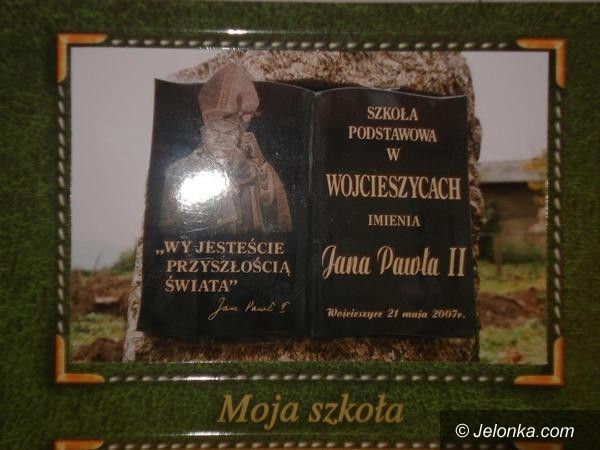 „WY JESTEŚCIE
PRZYSZŁOŚCIĄ
ŚWIATA”
Jan Paweł II
SZKOŁA
PODSTAWOWA
W
WOJCIESZYCACH
IMIENIA
Jana Pawła II
Wojcieszyce 21 maja 2007r.
Moja szkoła
© Jelonka.com